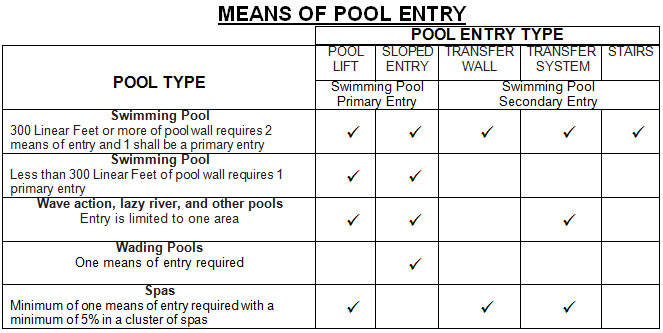 MEANS OF POOL ENTRY
POOL ENTRY TYPE
POOL TYPE
POOL LIFT
SLOPED ENTRY
TRANSFER WALL
TRANSFER SYSTEM
STAIRS
Swimming Pool
Primary Entry
Swimming Pool
Secondary Entry
Swimming Pool
300 Linear Feet or more of pool wall requires 2
means of entry and 1 shall be a primary entry
✓ ✓ ✓ ✓ ✓
Swimming Pool
Less than 300 Linear Feet of pool wall requires 1
primary entry
✓ ✓
Wave action, lazy river, and other pools
Entry is limited to one area
✓ ✓ ✓
Wading Pools
One means of entry required
✓
Spas
Minimum of one means of entry required with a
minimum of 5% in a cluster of spas
✓ ✓ ✓